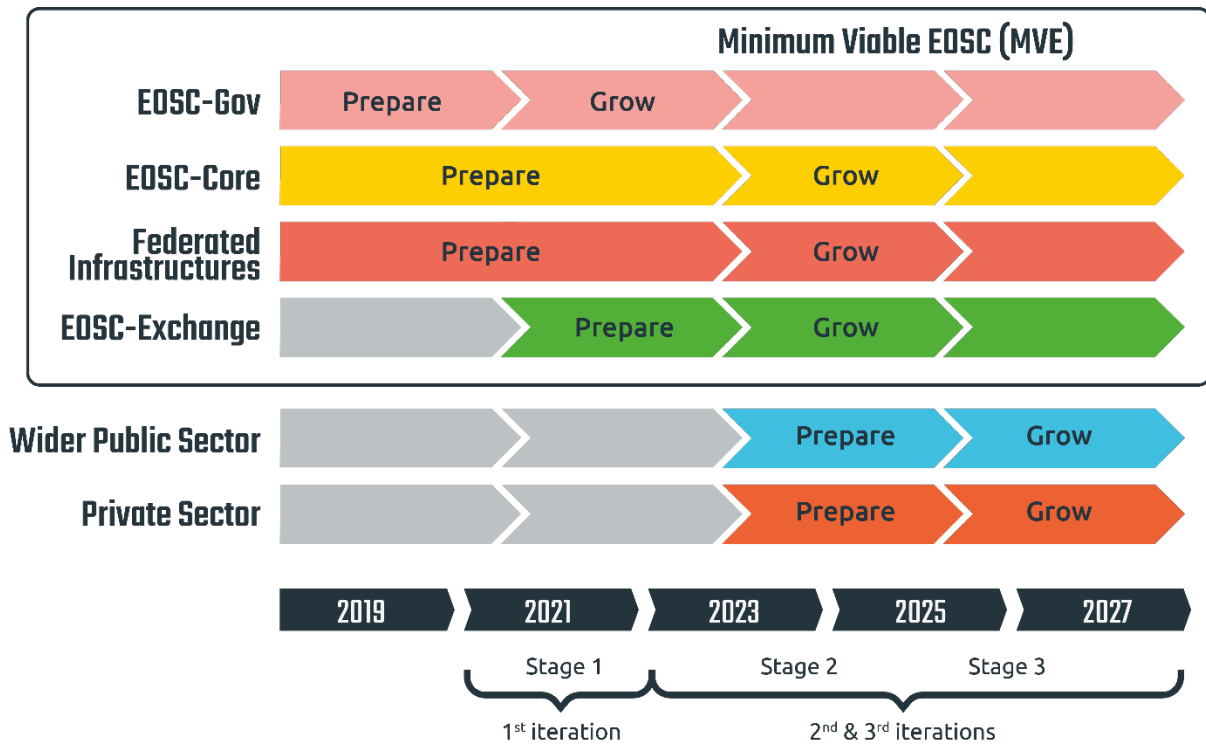 Minimum Viable EOSC (MVE)
EOSC-Gov
Prepare
Grow
EOSC-Core
Prepare
Grow
Federated
Infrastructures
Prepare
Grow
EOSC-Exchange
Prepare
Grow
Wider Public Sector
Prepare
Grow
Private Sector
Prepare
Grow
2019
2021
2023
2025
2027
Stage 1
Stage 2
Stage 3
1st iteration
2nd & 3rd iterations